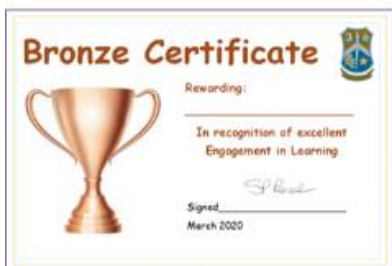 Bronze Certificate
Rewarding:
In recognition of excellent
Engagement in Learning
Signed
March 2020